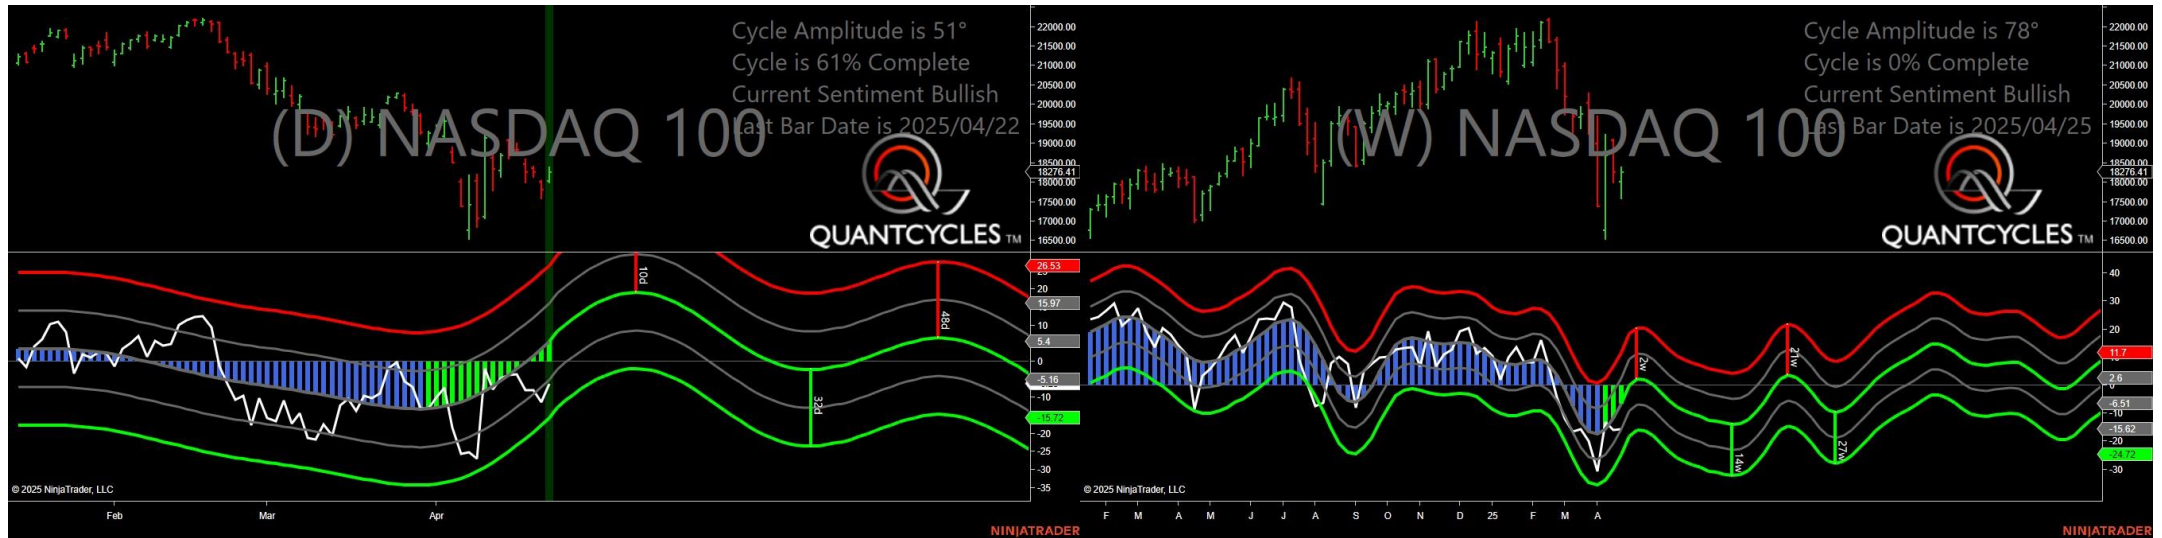 Cycle Amplitude is 51°
Cycle is 61% Complete
Current Sentiment Bullish
Last Bar Date is 2025/04/22
(D) NASDAQ 100
QUANTCYCLES TM
22000.00
21500.00
21000.00
20500.00
20000.00
19500.00
19000.00
18500.00
18276.41
18000.00
17500.00
17000.00
16500.00
26.53
20
15.97
10
5.4
0
-5.16
-10
-15.72
-20
-25
-30
-35
10d
32d
48d
© 2025 NinjaTrader, LLC
Feb Mar Apr
NINJATRADER
Cycle Amplitude is 78°
Cycle is 0% Complete
Current Sentiment Bullish
Last Bar Date is 2025/04/25
(W) NASDAQ 100
QUANTCYCLES TM
22000.00
21500.00
21000.00
20500.00
20000.00
19500.00
19000.00
18500.00
18276.41
18000.00
17500.00
17000.00
16500.00
40
30
20
11.7
2.6
-6.51
-10
-15.62
-20
-24.72
-30
2w
14w
21w
27w
© 2025 NinjaTrader, LLC
F M A M J J A S O N D 25 F M A
NINJATRADER